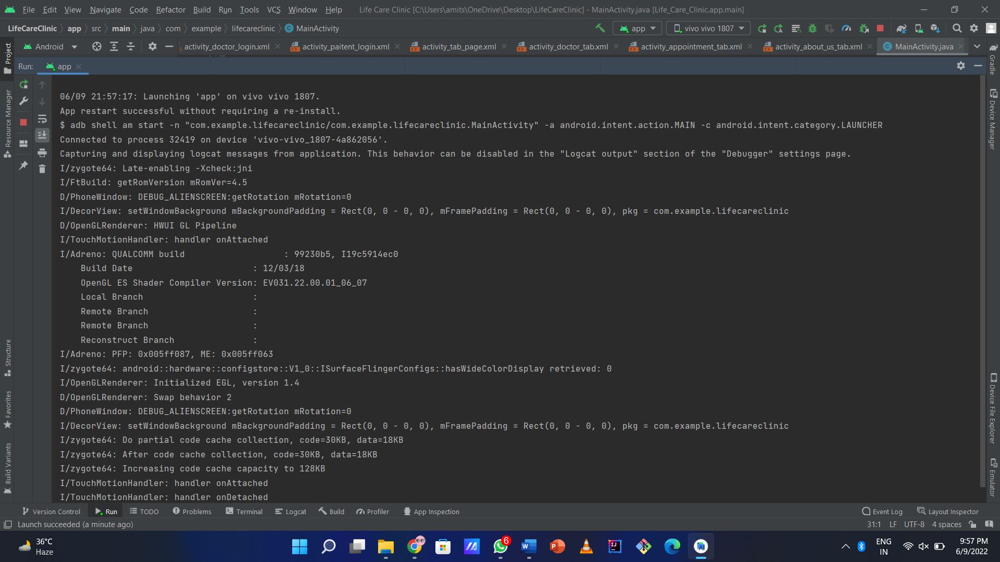 File Edit View Navigate Code Refactor Build Run Tools VCS Window Help Life Care Clinic [C:\Users\amits\OneDrive\Desktop\LifeCareClinic] - MainActivity.java [Life_Care_Clinic.app.main]
LifeCareClinic app src main java com example lifecareclinic MainActivity app vivo vivo 1807
Android activity_doctor_login.xml activity_paitent_login.xml activity_tab_page.xml activity_doctor_tab.xml activity_appointment_tab.xml activity_about_us_tab.xml MainActivity.java
Run: app
Project
Resource Manager
Structure
Favorites
Build Variants
06/09 21:57:17: Launching 'app' on vivo vivo 1807.
App restart successful without requiring a re-install.
$ adb shell am start -n "com.example.lifecareclinic/com.example.lifecareclinic.MainActivity" -a android.intent.action.MAIN -c android.intent.category.LAUNCHER
Connected to process 32419 on device 'vivo-vivo_1807-4a862056'.
Capturing and displaying logcat messages from application. This behavior can be disabled in the "Logcat output" section of the "Debugger" settings page.
I/zygote64: Late-enabling -Xcheck:jni
I/FtBuild: getRomVersion mRomVer=4.5
D/PhoneWindow: DEBUG_ALIENSCREEN:getRotation mRotation=0
I/DecorView: setWindowBackground mBackgroundPadding = Rect(0, 0 - 0, 0), mFramePadding = Rect(0, 0 - 0, 0), pkg = com.example.lifecareclinic
D/OpenGLRenderer: HWUI GL Pipeline
I/TouchMotionHandler: handler onAttached
I/Adreno: QUALCOMM build : 99230b5, I19c5914ec0
Build Date : 12/03/18
OpenGL ES Shader Compiler Version: EV031.22.00.01_06_07
Local Branch :
Remote Branch :
Remote Branch :
Reconstruct Branch :
I/Adreno: PFP: 0x005ff087, ME: 0x005ff063
I/zygote64: android::hardware::configstore::V1_0::ISurfaceFlingerConfigs::hasWideColorDisplay retrieved: 0
I/OpenGLRenderer: Initialized EGL, version 1.4
D/OpenGLRenderer: Swap behavior 2
D/PhoneWindow: DEBUG_ALIENSCREEN:getRotation mRotation=0
I/DecorView: setWindowBackground mBackgroundPadding = Rect(0, 0 - 0, 0), mFramePadding = Rect(0, 0 - 0, 0), pkg = com.example.lifecareclinic
I/zygote64: Do partial code cache collection, code=30KB, data=18KB
I/zygote64: After code cache collection, code=30KB, data=18KB
I/zygote64: Increasing code cache capacity to 128KB
I/TouchMotionHandler: handler onAttached
I/TouchMotionHandler: handler onDetached
Gradle
Device Manager
Device File Explorer
Emulator
Version Control Run TODO Problems Terminal Logcat Build Profiler App Inspection Event Log Layout Inspector
Launch succeeded (a minute ago) 31:1 LF UTF-8 4 spaces
36°C
Haze
6
ENG
IN
9:57 PM
6/9/2022